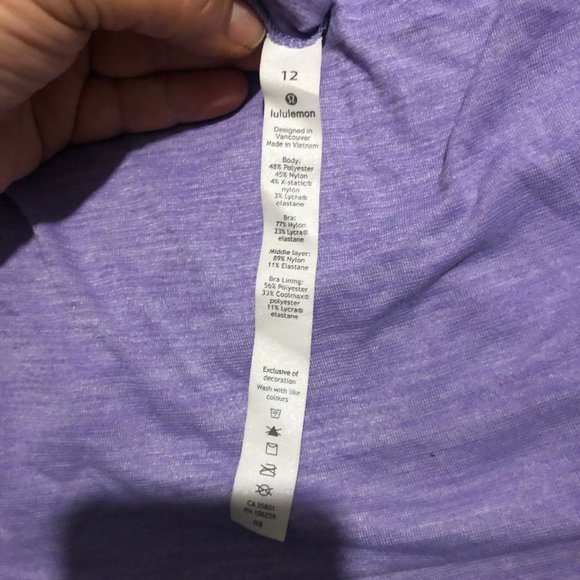 12
lululemon
Designed in
Vancouver
Made in Vietnam
Body:
48% Polyester
45% Nylon
4% X-static®
nylon
3% Lycra®
elastane
Bra:
77% Nylon
23% Lycra®
elastane
Middle layer:
89% Nylon
11% Elastane
Bra Lining:
56% Polyester
33% Coolmax®
polyester
11% Lycra®
elastane
Exclusive of
decoration
Wash with like
colours
CA 35801
RN 106259
RB